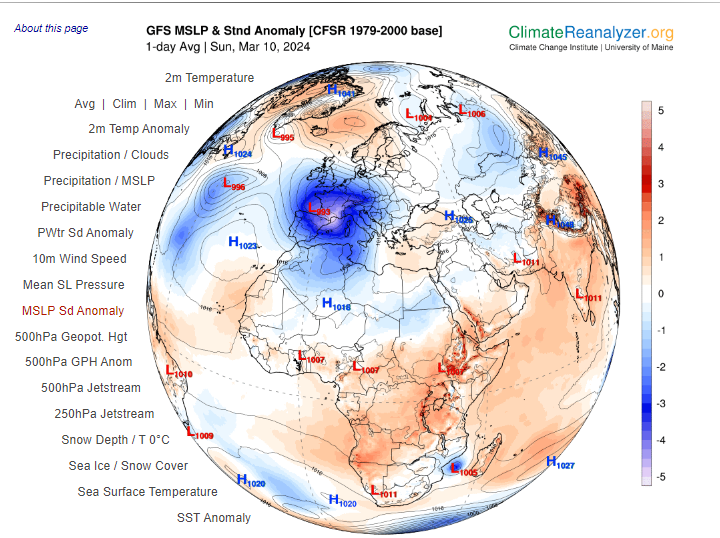 About this page
GFS MSLP & Stnd Anomaly [CFSR 1979-2000 base]
1-day Avg | Sun, Mar 10, 2024
ClimateReanalyzer.org
Climate Change Institute | University of Maine
2m Temperature
Avg | Clim | Max | Min
2m Temp Anomaly
Precipitation / Clouds
Precipitation / MSLP
Precipitable Water
PWtr Sd Anomaly
10m Wind Speed
Mean SL Pressure
MSLP Sd Anomaly
500hPa Geopot. Hgt
500hPa GPH Anom
500hPa Jetstream
250hPa Jetstream
Snow Depth / T 0°C
Sea Ice / Snow Cover
Sea Surface Temperature
SST Anomaly
H1041
L1004
L1006
L995
H1024
H1045
L996
L993
H1025
H1023
L1011
L1011
H1018
L1007
L1007
L1010
L1009
L1005
H1027
H1020
L1011
H1020
5
4
3
2
1
0
-1
-2
-3
-4
-5